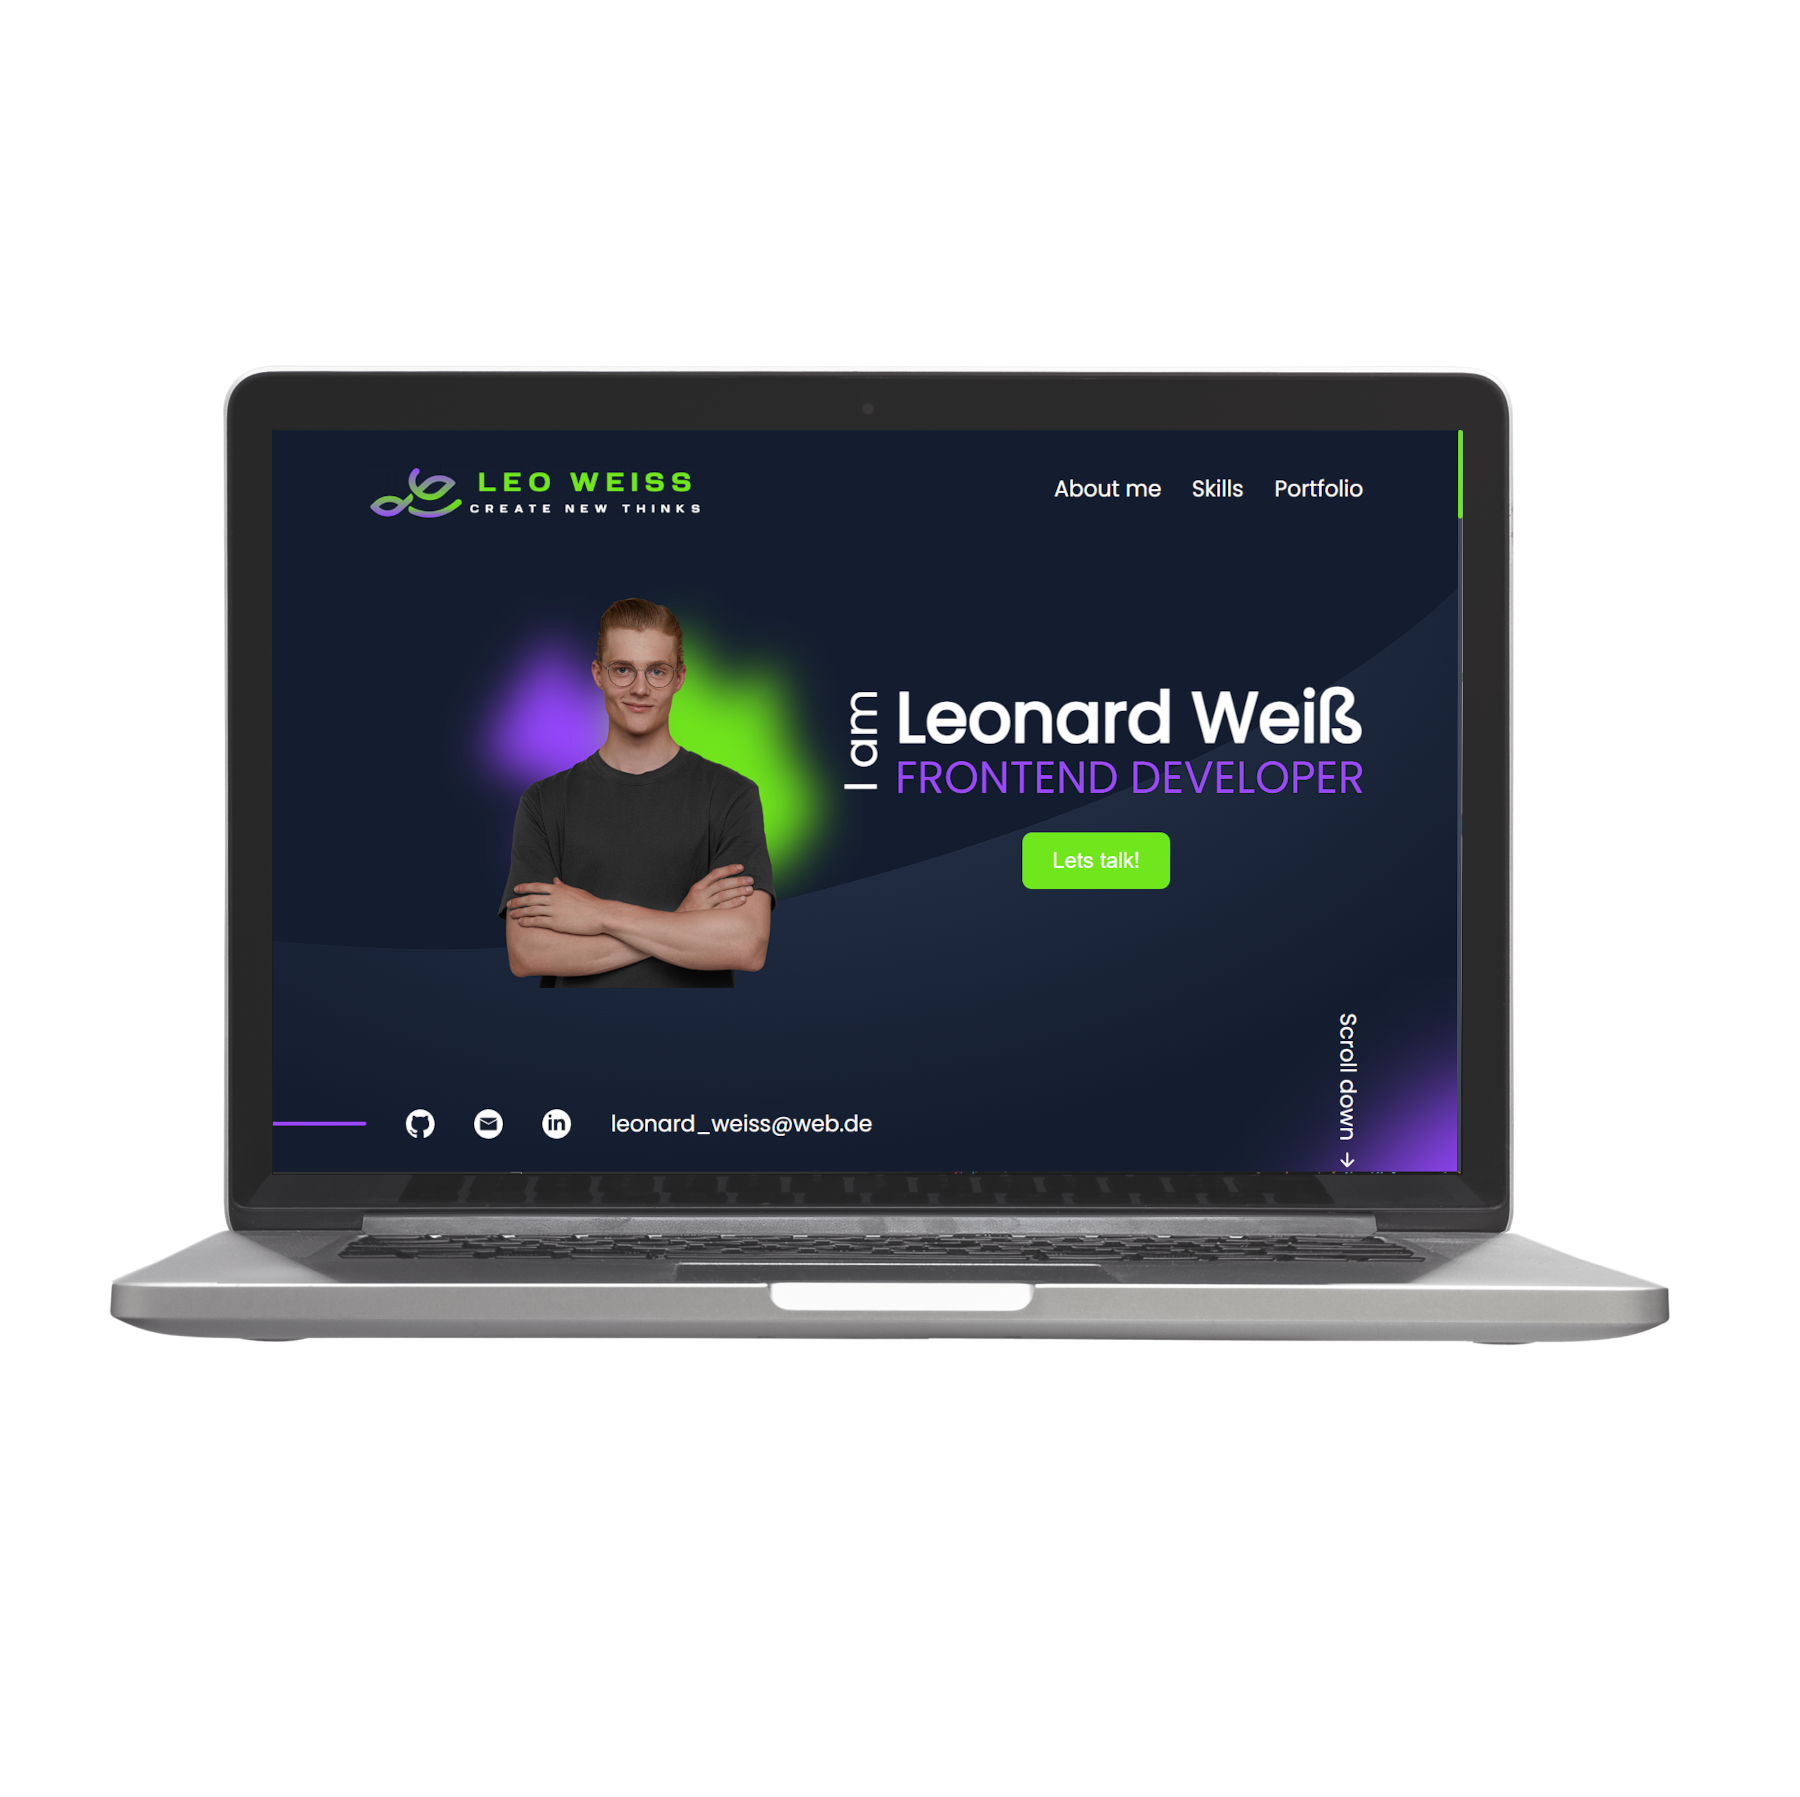 LEO WEISS
CREATE NEW THINKS
About me Skills Portfolio
I am
Leonard Weiß
FRONTEND DEVELOPER
Lets talk!
Scroll down
in leonard_weiss@web.de